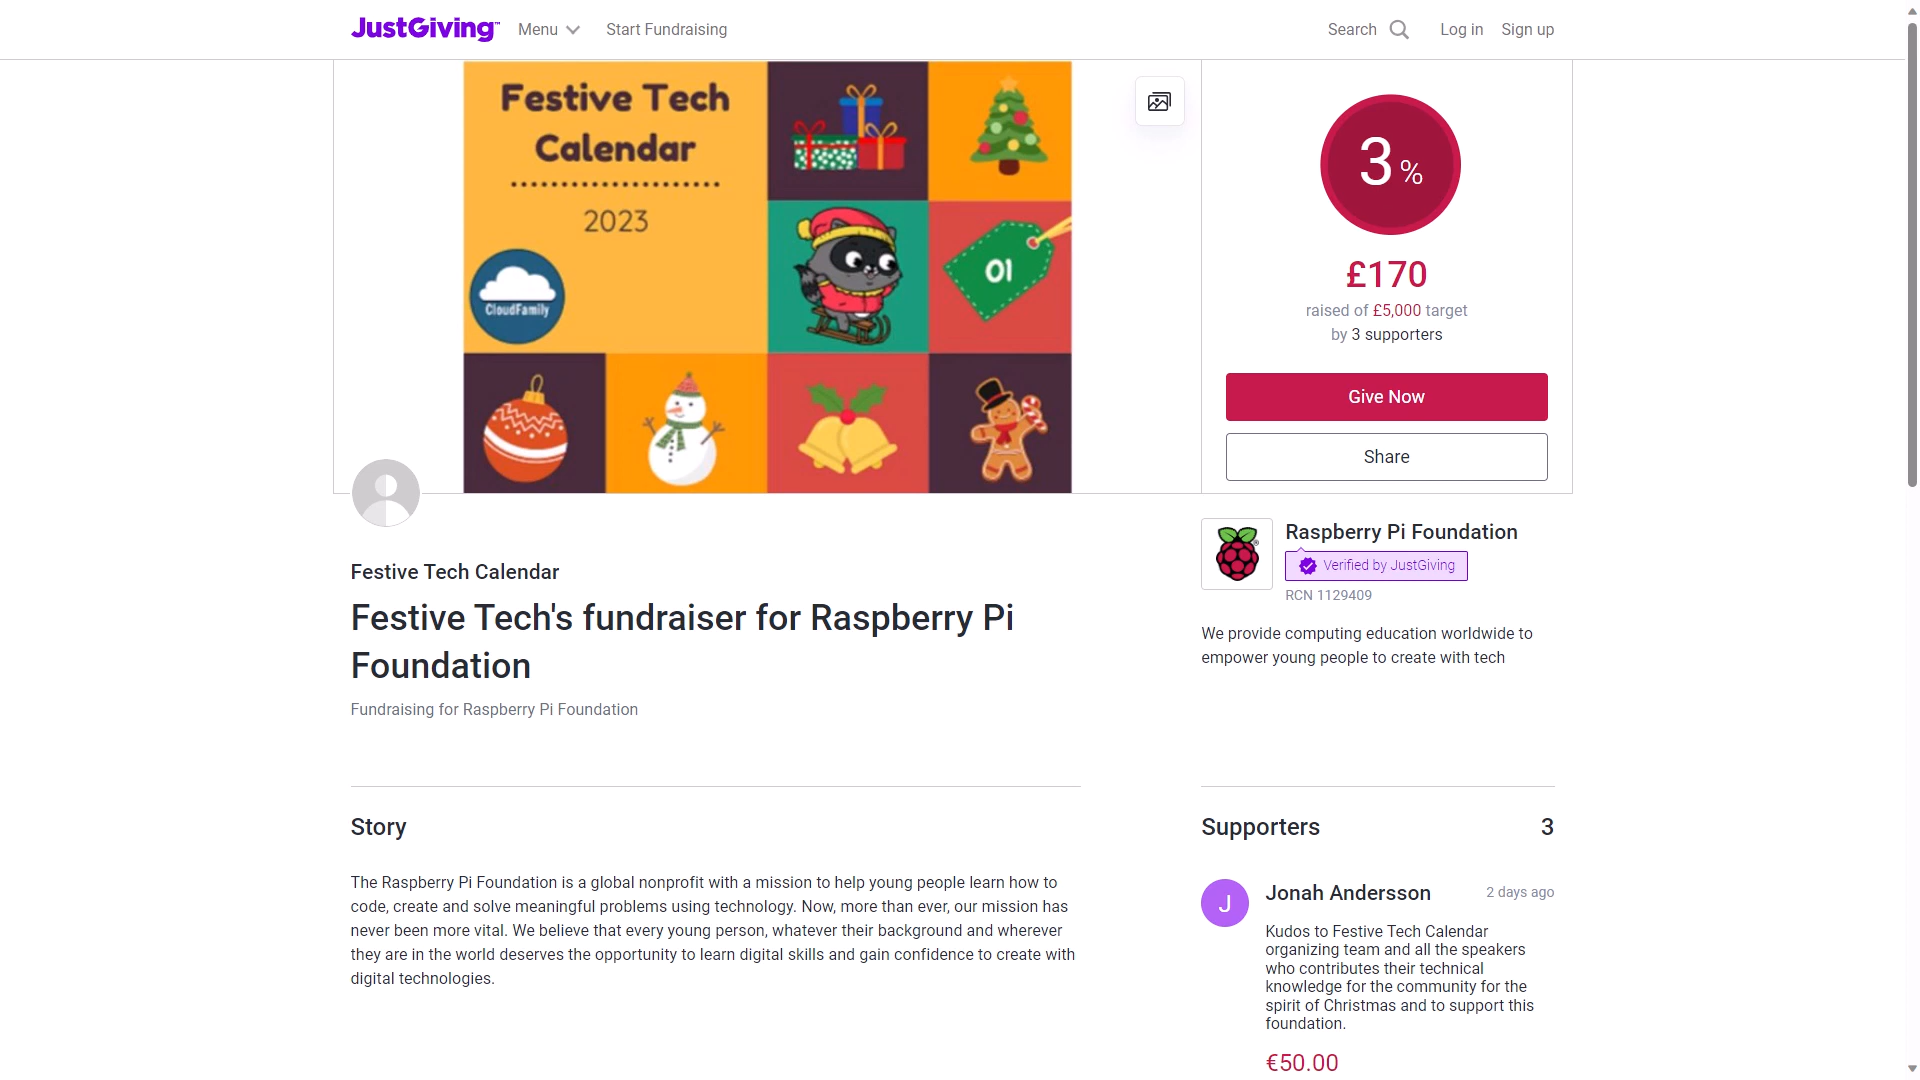 JustGiving™ Menu Start Fundraising Search Log in Sign up
Festive Tech
Calendar
2023
CloudFamily
01
3 %
£170
raised of £5,000 target
by 3 supporters
Give Now
Share
Festive Tech Calendar
Festive Tech's fundraiser for Raspberry Pi
Foundation
Fundraising for Raspberry Pi Foundation
Raspberry Pi Foundation
Verified by JustGiving
RCN 1129409
We provide computing education worldwide to
empower young people to create with tech
Story
The Raspberry Pi Foundation is a global nonprofit with a mission to help young people learn how to
code, create and solve meaningful problems using technology. Now, more than ever, our mission has
never been more vital. We believe that every young person, whatever their background and wherever
they are in the world deserves the opportunity to learn digital skills and gain confidence to create with
digital technologies.
Supporters 3
J
Jonah Andersson 2 days ago
Kudos to Festive Tech Calendar
organizing team and all the speakers
who contributes their technical
knowledge for the community for the
spirit of Christmas and to support this
foundation.
€50.00